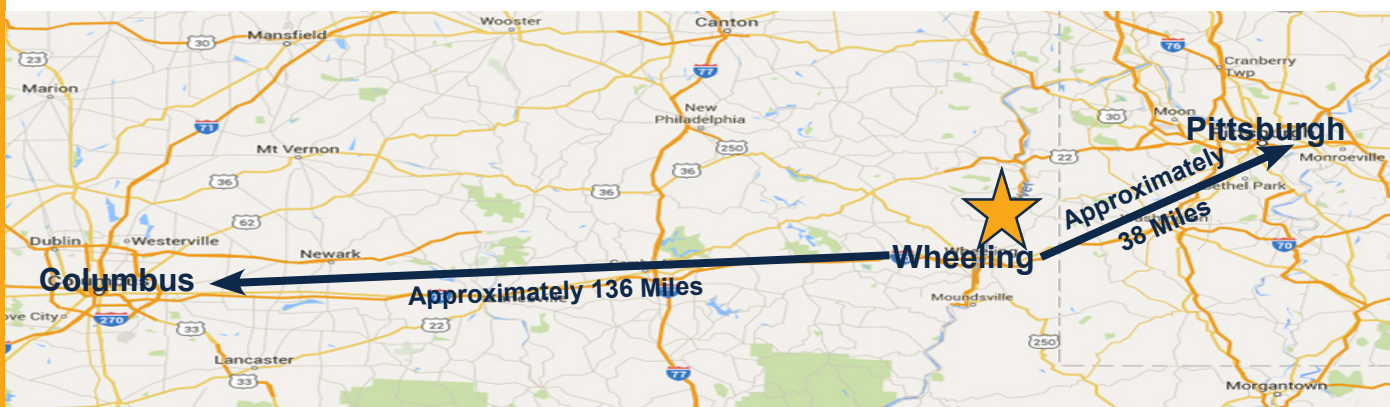 Wooster
Canton
Mansfield
30
76
23
Cranberry
Twp
77
Marion
New
Philadelphia
Moon
30
71
Pittsburgh
Mt Vernon
250
22
Monroeville
36
36
36
Approximately
38 Miles
Bethel Park
62
Dublin
Westerville
Newark
70
Wheeling
Columbus
Approximately 136 Miles
Moundsville
ove City
270
33
22
250
Lancaster
33
77
Morgantown